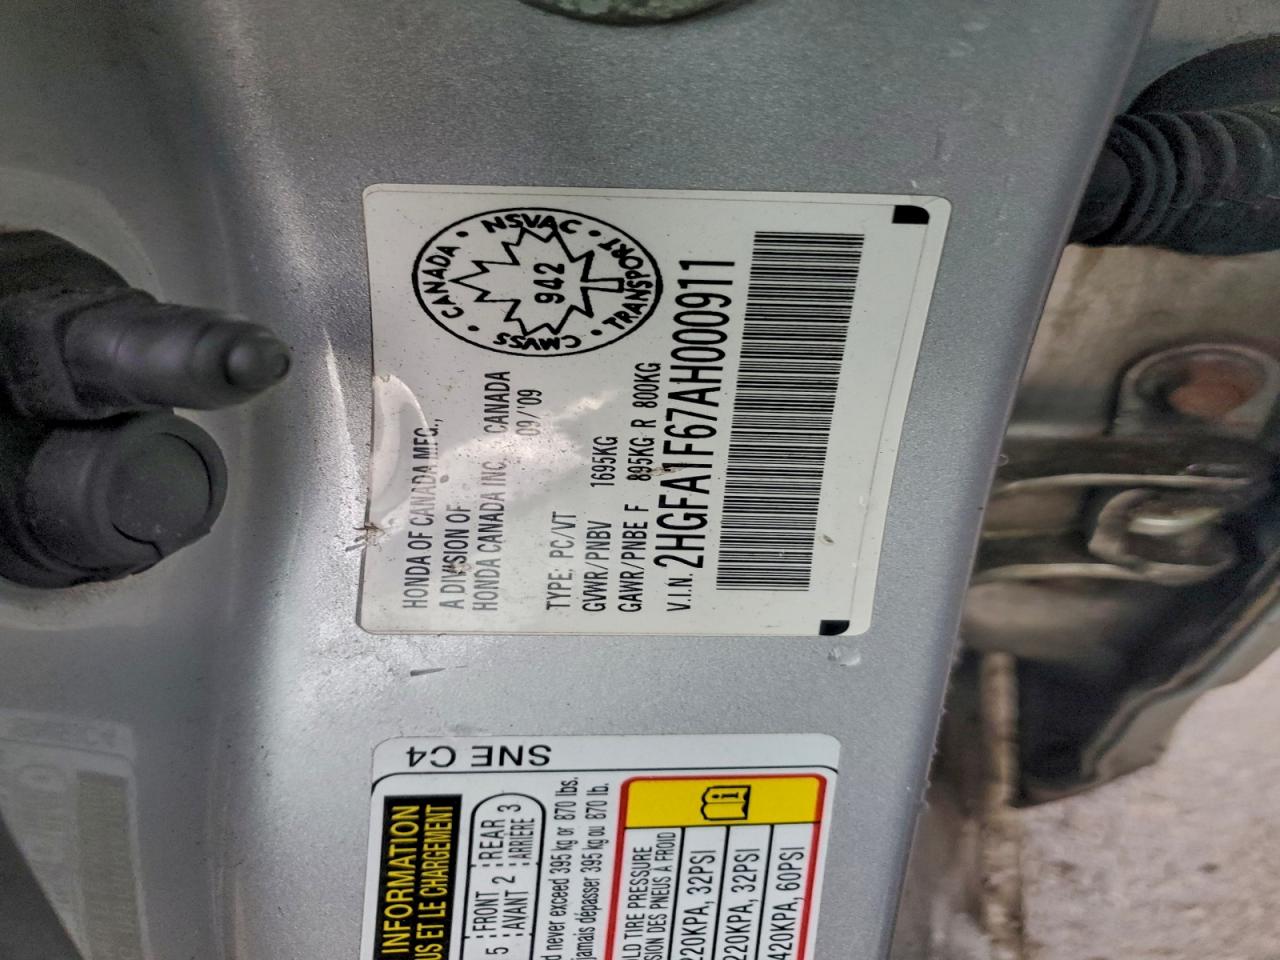 CANADA · NSVAC · TRANSPORT · CMVSS
942
HONDA OF CANADA MFG.,
A DIVISION OF
HONDA CANADA INC. CANADA
09/'09
TYPE: PC/VT
GVWR/PNBV 1695KG
GAWR/PNBE F 895KG R 800KG
V.I.N. 2HGFA1F67AH000911
SNE C4
INFORMATION
US ET LE CHARGEMENT
5 FRONT 2 REAR 3
AVANT ARRIÈRE
d never exceed 395 kg or 870 lbs.
jamais dépasser 395 kg ou 870 lb.
OLD TIRE PRESSURE
SION DES PNEUS À FROID
220KPA, 32PSI
220KPA, 32PSI
420KPA, 60PSI